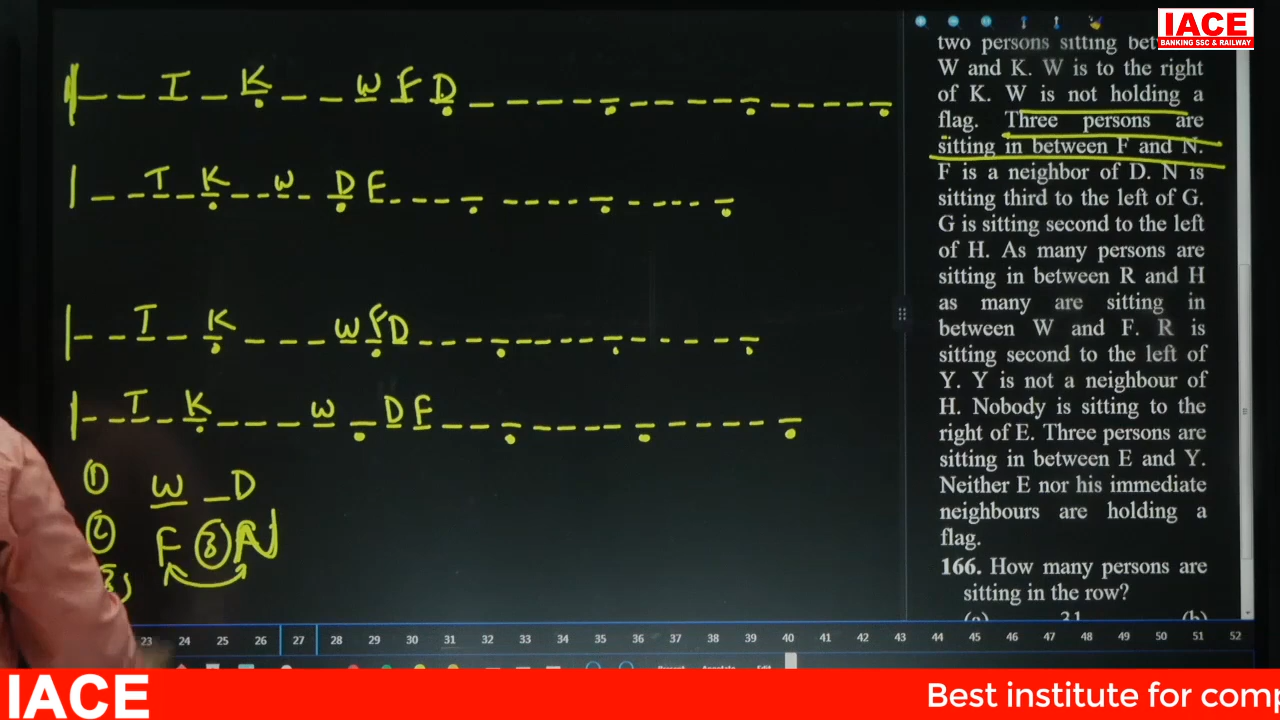 IACE
BANKING SSC & RAILWAY
T K W F D
T K W D F
T K W F D
T K W D F
① W _ D
② F ③ N
two persons sitting
W and K. W is to the right
of K. W is not holding a
flag. Three persons are
sitting in between F and N.
F is a neighbor of D. N is
sitting third to the left of G.
G is sitting second to the left
of H. As many persons are
sitting in between R and H
as many are sitting in
between W and F. R is
sitting second to the left of
Y. Y is not a neighbour of
H. Nobody is sitting to the
right of E. Three persons are
sitting in between E and Y.
Neither E nor his immediate
neighbours are holding a
flag.
166. How many persons are
sitting in the row?
(a) 31 (b)
23 24 25 26 27 28 29 30 31 32 33 34 35 36 37 38 39 40 41 42 43 44 45 46 47 48 49 50 51 52
IACE
Best institute for comp